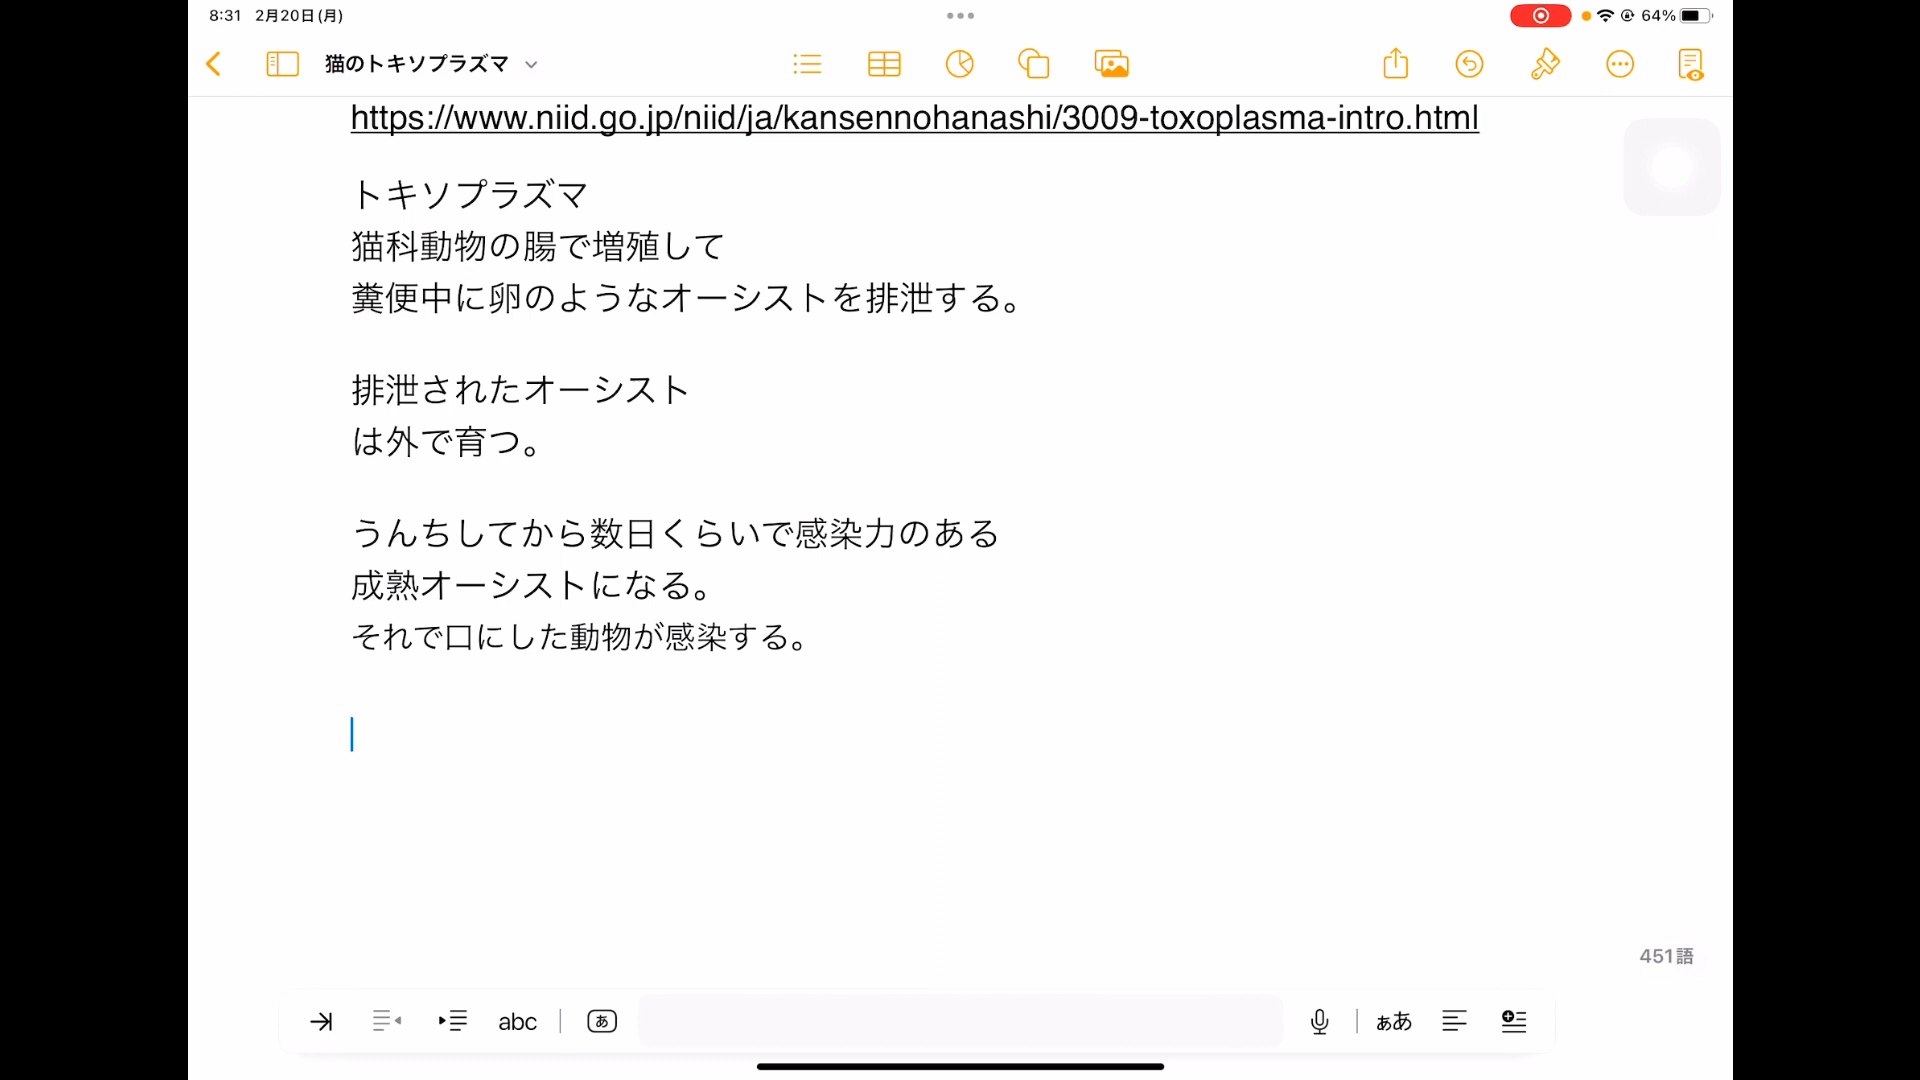 8:31 2月20日(月)
64%
猫のトキソプラズマ
https://www.niid.go.jp/niid/ja/kansennohanashi/3009-toxoplasma-intro.html
トキソプラズマ
猫科動物の腸で増殖して
糞便中に卵のようなオーシストを排泄する。
排泄されたオーシスト
は外で育つ。
うんちしてから数日くらいで感染力のある
成熟オーシストになる。
それで口にした動物が感染する。
451語
abc あ ぁあ